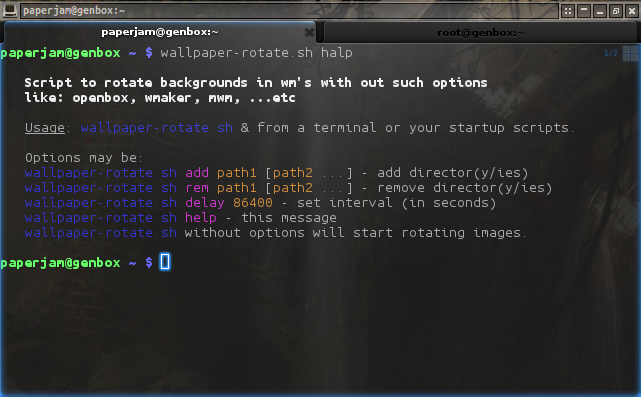 paperjam@genbox:~
paperjam@genbox:~ root@genbox:~
paperjam@genbox ~ $ wallpaper-rotate.sh halp 1/2
Script to rotate backgrounds in wm's with out such options
like: openbox, wmaker, mwm, ...etc
Usage: wallpaper-rotate.sh & from a terminal or your startup scripts.
Options may be:
wallpaper-rotate.sh add path1 [path2 ...] - add director(y/ies)
wallpaper-rotate.sh rem path1 [path2 ...] - remove director(y/ies)
wallpaper-rotate.sh delay 86400 - set interval (in seconds)
wallpaper-rotate.sh help - this message
wallpaper-rotate.sh without options will start rotating images.
paperjam@genbox ~ $